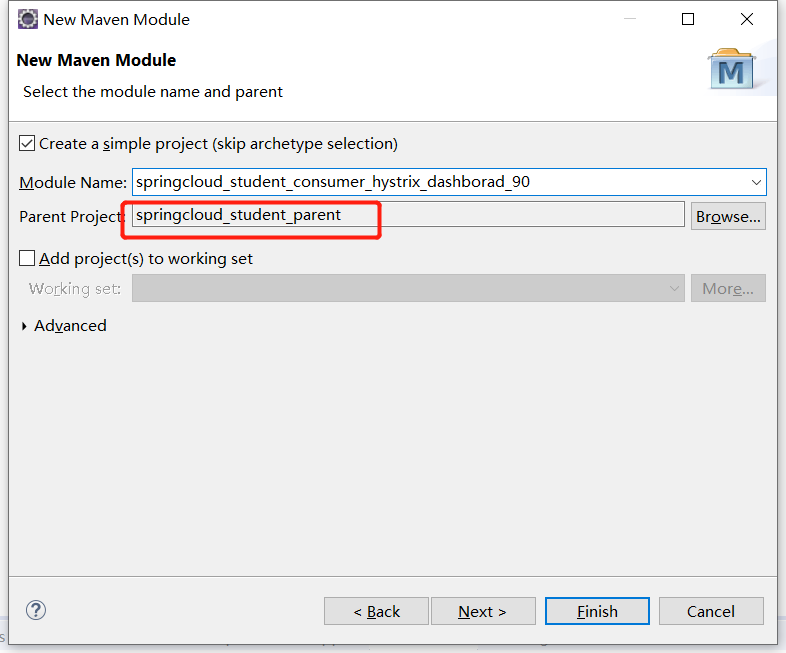 New Maven Module
New Maven Module
Select the module name and parent
M
Create a simple project (skip archetype selection)
Module Name: springcloud_student_consumer_hystrix_dashborad_90
Parent Project: springcloud_student_parent Browse...
Add project(s) to working set
Working set: More...
Advanced
? < Back Next > Finish Cancel